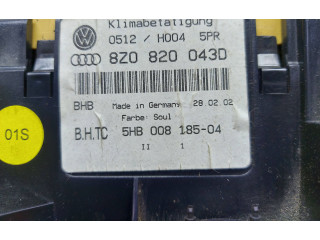 Klimabetätigung
0512 / H004 5PR
8Z0 820 043D
BHB Made in Germany 28.02.02
Farbe: Soul
B.H.TC 5HB 008 185-04
II 1
01S